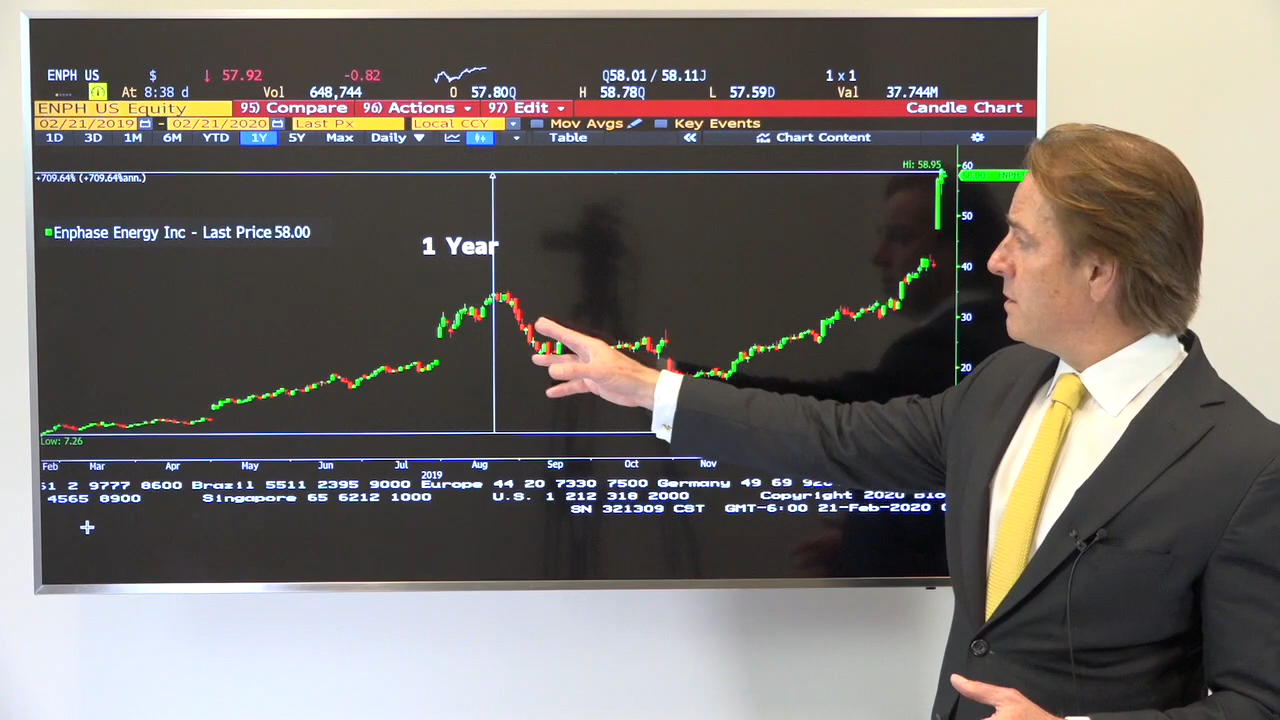 ENPH US $ ↓ 57.92 -0.82 Q58.01 / 58.11J 1 x 1
At 8:38 d Vol 648,744 O 57.80Q H 58.78Q L 57.59D Val 37.744M
ENPH US Equity 95) Compare 96) Actions 97) Edit Candle Chart
02/21/2019 - 02/21/2020 Last Px Local CCY Mov Avgs Key Events
1D 3D 1M 6M YTD 1Y 5Y Max Daily Table « Chart Content
Hi: 58.95 60
+709.64% (+709.64%ann.)
50
Enphase Energy Inc - Last Price 58.00
1 Year
40
30
20
Low: 7.26
Feb Mar Apr May Jun Jul Aug Sep Oct Nov
2019
61 2 9777 8600 Brazil 5511 2395 9000 Europe 44 20 7330 7500 Germany 49 69
4565 8900 Singapore 65 6212 1000 U.S. 1 212 318 2000 Copyright 2020
SN 321309 CST GMT-6:00 21-Feb-2020